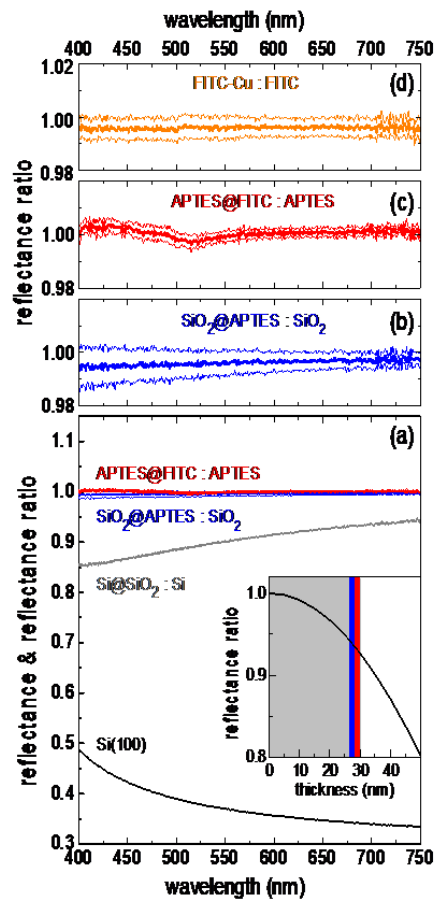 wavelength (nm)
400 450 500 550 600 650 700 750
1.02
1.00
0.98
FITC-Cu : FITC
(d)
1.00
0.98
APTES@FITC : APTES
(c)
1.00
0.98
SiO2@APTES : SiO2
(b)
reflectance ratio
1.1
1.0
0.9
0.8
0.7
0.6
0.5
0.4
0.3
(a)
APTES@FITC : APTES
SiO2@APTES : SiO2
Si@SiO2 : Si
Si(100)
reflectance & reflectance ratio
1.0
0.9
0.8
reflectance ratio
0 10 20 30 40
thickness (nm)
400 450 500 550 600 650 700 750
wavelength (nm)